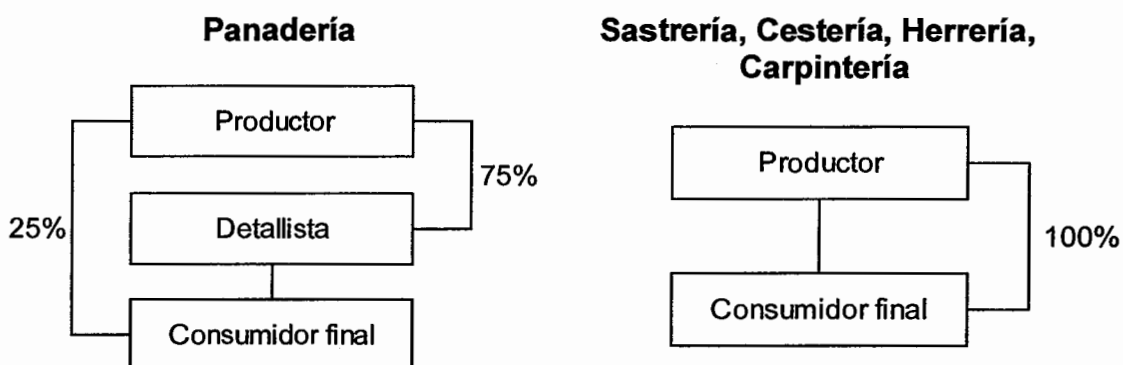 Panadería
Productor
75%
25%
Detallista
Consumidor final
Sastrería, Cestería, Herrería,
Carpintería
Productor
100%
Consumidor final